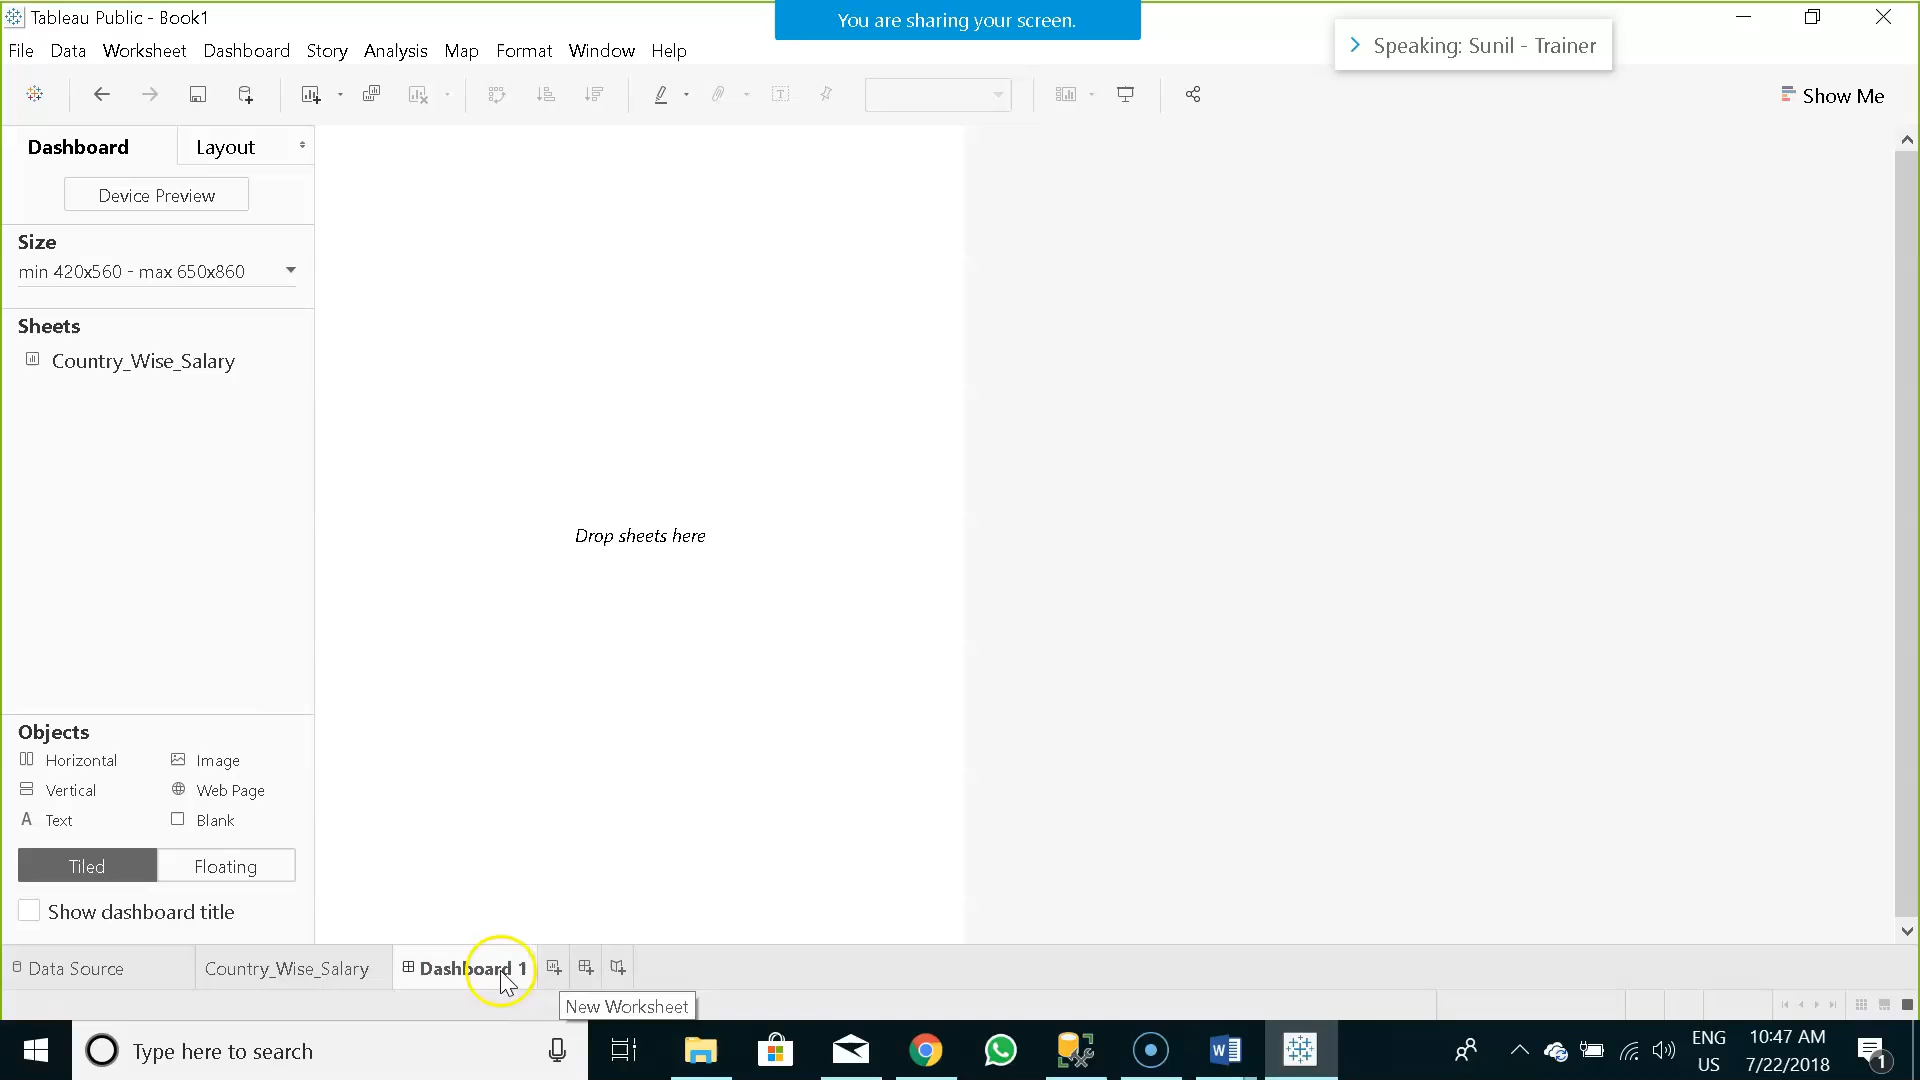 Tableau Public - Book1
You are sharing your screen.
Speaking: Sunil - Trainer
File Data Worksheet Dashboard Story Analysis Map Format Window Help
Show Me
Dashboard Layout
Device Preview
Size
min 420x560 - max 650x860
Sheets
Country_Wise_Salary
Drop sheets here
Objects
Horizontal Image
Vertical Web Page
A Text Blank
Tiled Floating
Show dashboard title
Data Source Country_Wise_Salary Dashboard 1
New Worksheet
Type here to search
ENG
US
10:47 AM
7/22/2018
1